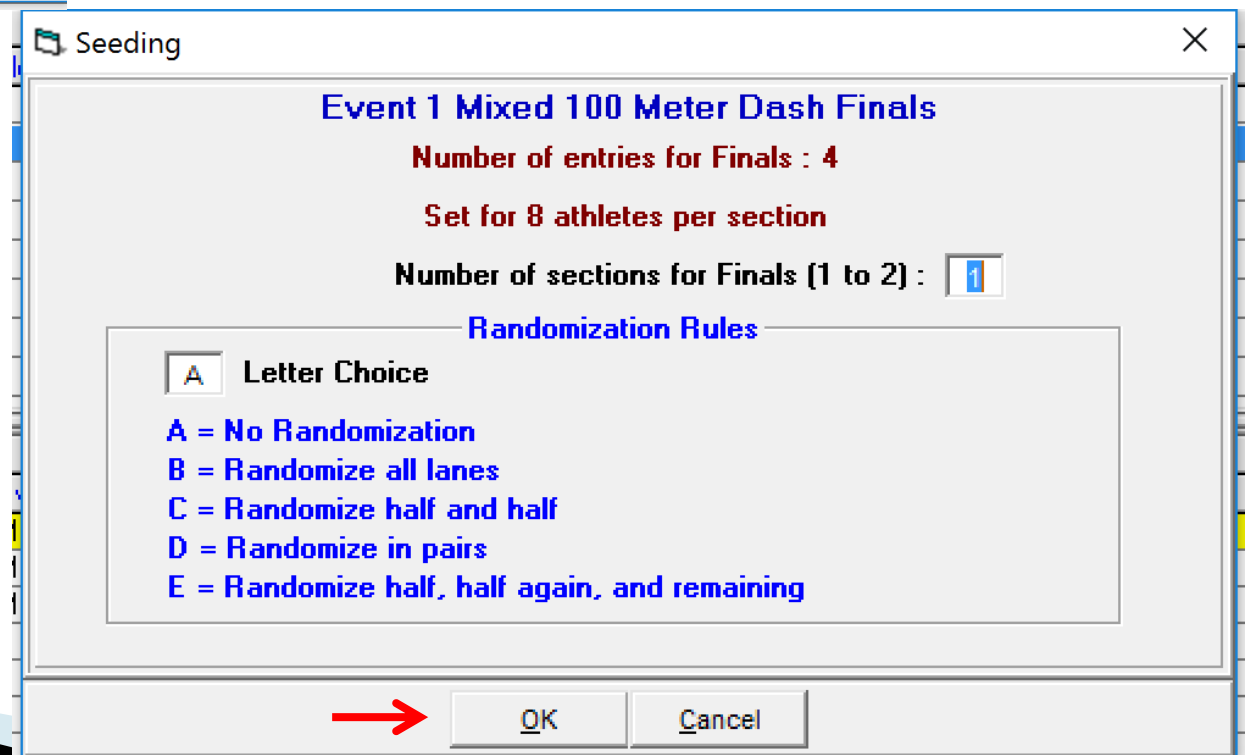 Seeding
Event 1 Mixed 100 Meter Dash Finals
Number of entries for Finals : 4
Set for 8 athletes per section
Number of sections for Finals (1 to 2) : 1
Randomization Rules
A Letter Choice
A = No Randomization
B = Randomize all lanes
C = Randomize half and half
D = Randomize in pairs
E = Randomize half, half again, and remaining
OK Cancel